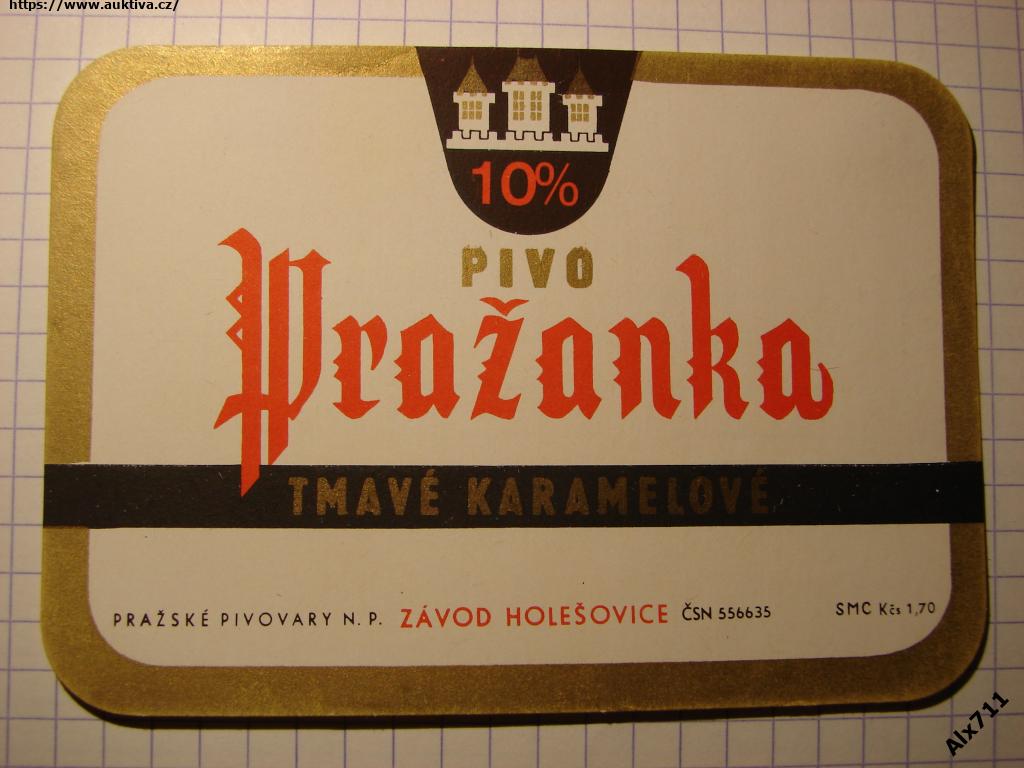 https://www.auktiva.cz/
10%
PIVO
Pražanka
TMAVÉ KARAMELOVÉ
PRAŽSKÉ PIVOVARY N. P. ZÁVOD HOLEŠOVICE ČSN 556635 SMC Kčs 1,70
Alx711